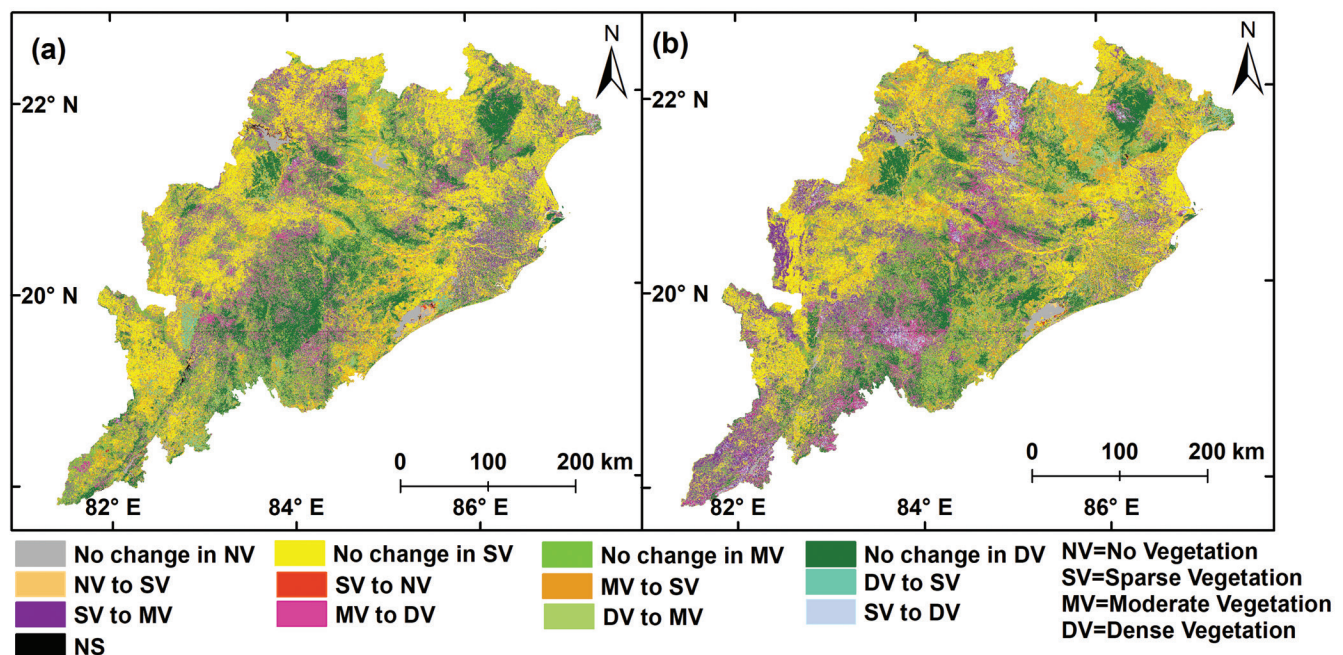 (a)
N
(b)
N
22° N
22° N
20° N
20° N
0 100 200 km
0 100 200 km
82° E 84° E 86° E
82° E 84° E 86° E
No change in NV
No change in SV
No change in MV
No change in DV
NV=No Vegetation
NV to SV
SV to NV
MV to SV
DV to SV
SV=Sparse Vegetation
SV to MV
MV to DV
DV to MV
SV to DV
MV=Moderate Vegetation
NS
DV=Dense Vegetation